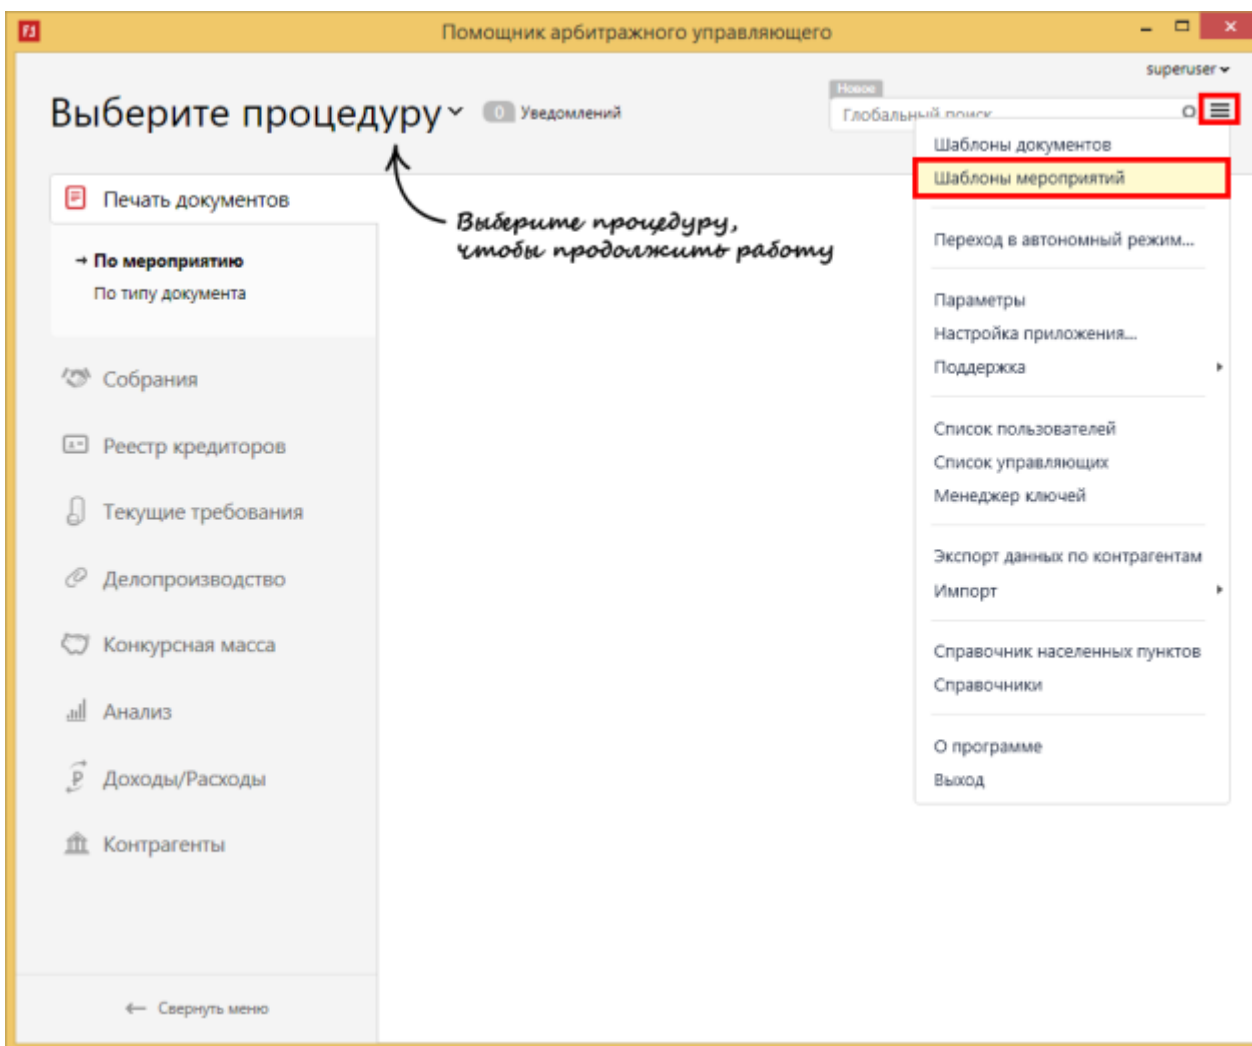 Помощник арбитражного управляющего
superuser
Выберите процедуру
0 Уведомлений
Новое
Глобальный поиск
Шаблоны документов
Шаблоны мероприятий
Переход в автономный режим...
Параметры
Настройка приложения...
Поддержка
Список пользователей
Список управляющих
Менеджер ключей
Экспорт данных по контрагентам
Импорт
Справочник населенных пунктов
Справочники
О программе
Выход
Печать документов
→ По мероприятию
По типу документа
Выберите процедуру,
чтобы продолжить работу
Собрания
Реестр кредиторов
Текущие требования
Делопроизводство
Конкурсная масса
Анализ
Доходы/Расходы
Контрагенты
← Свернуть меню